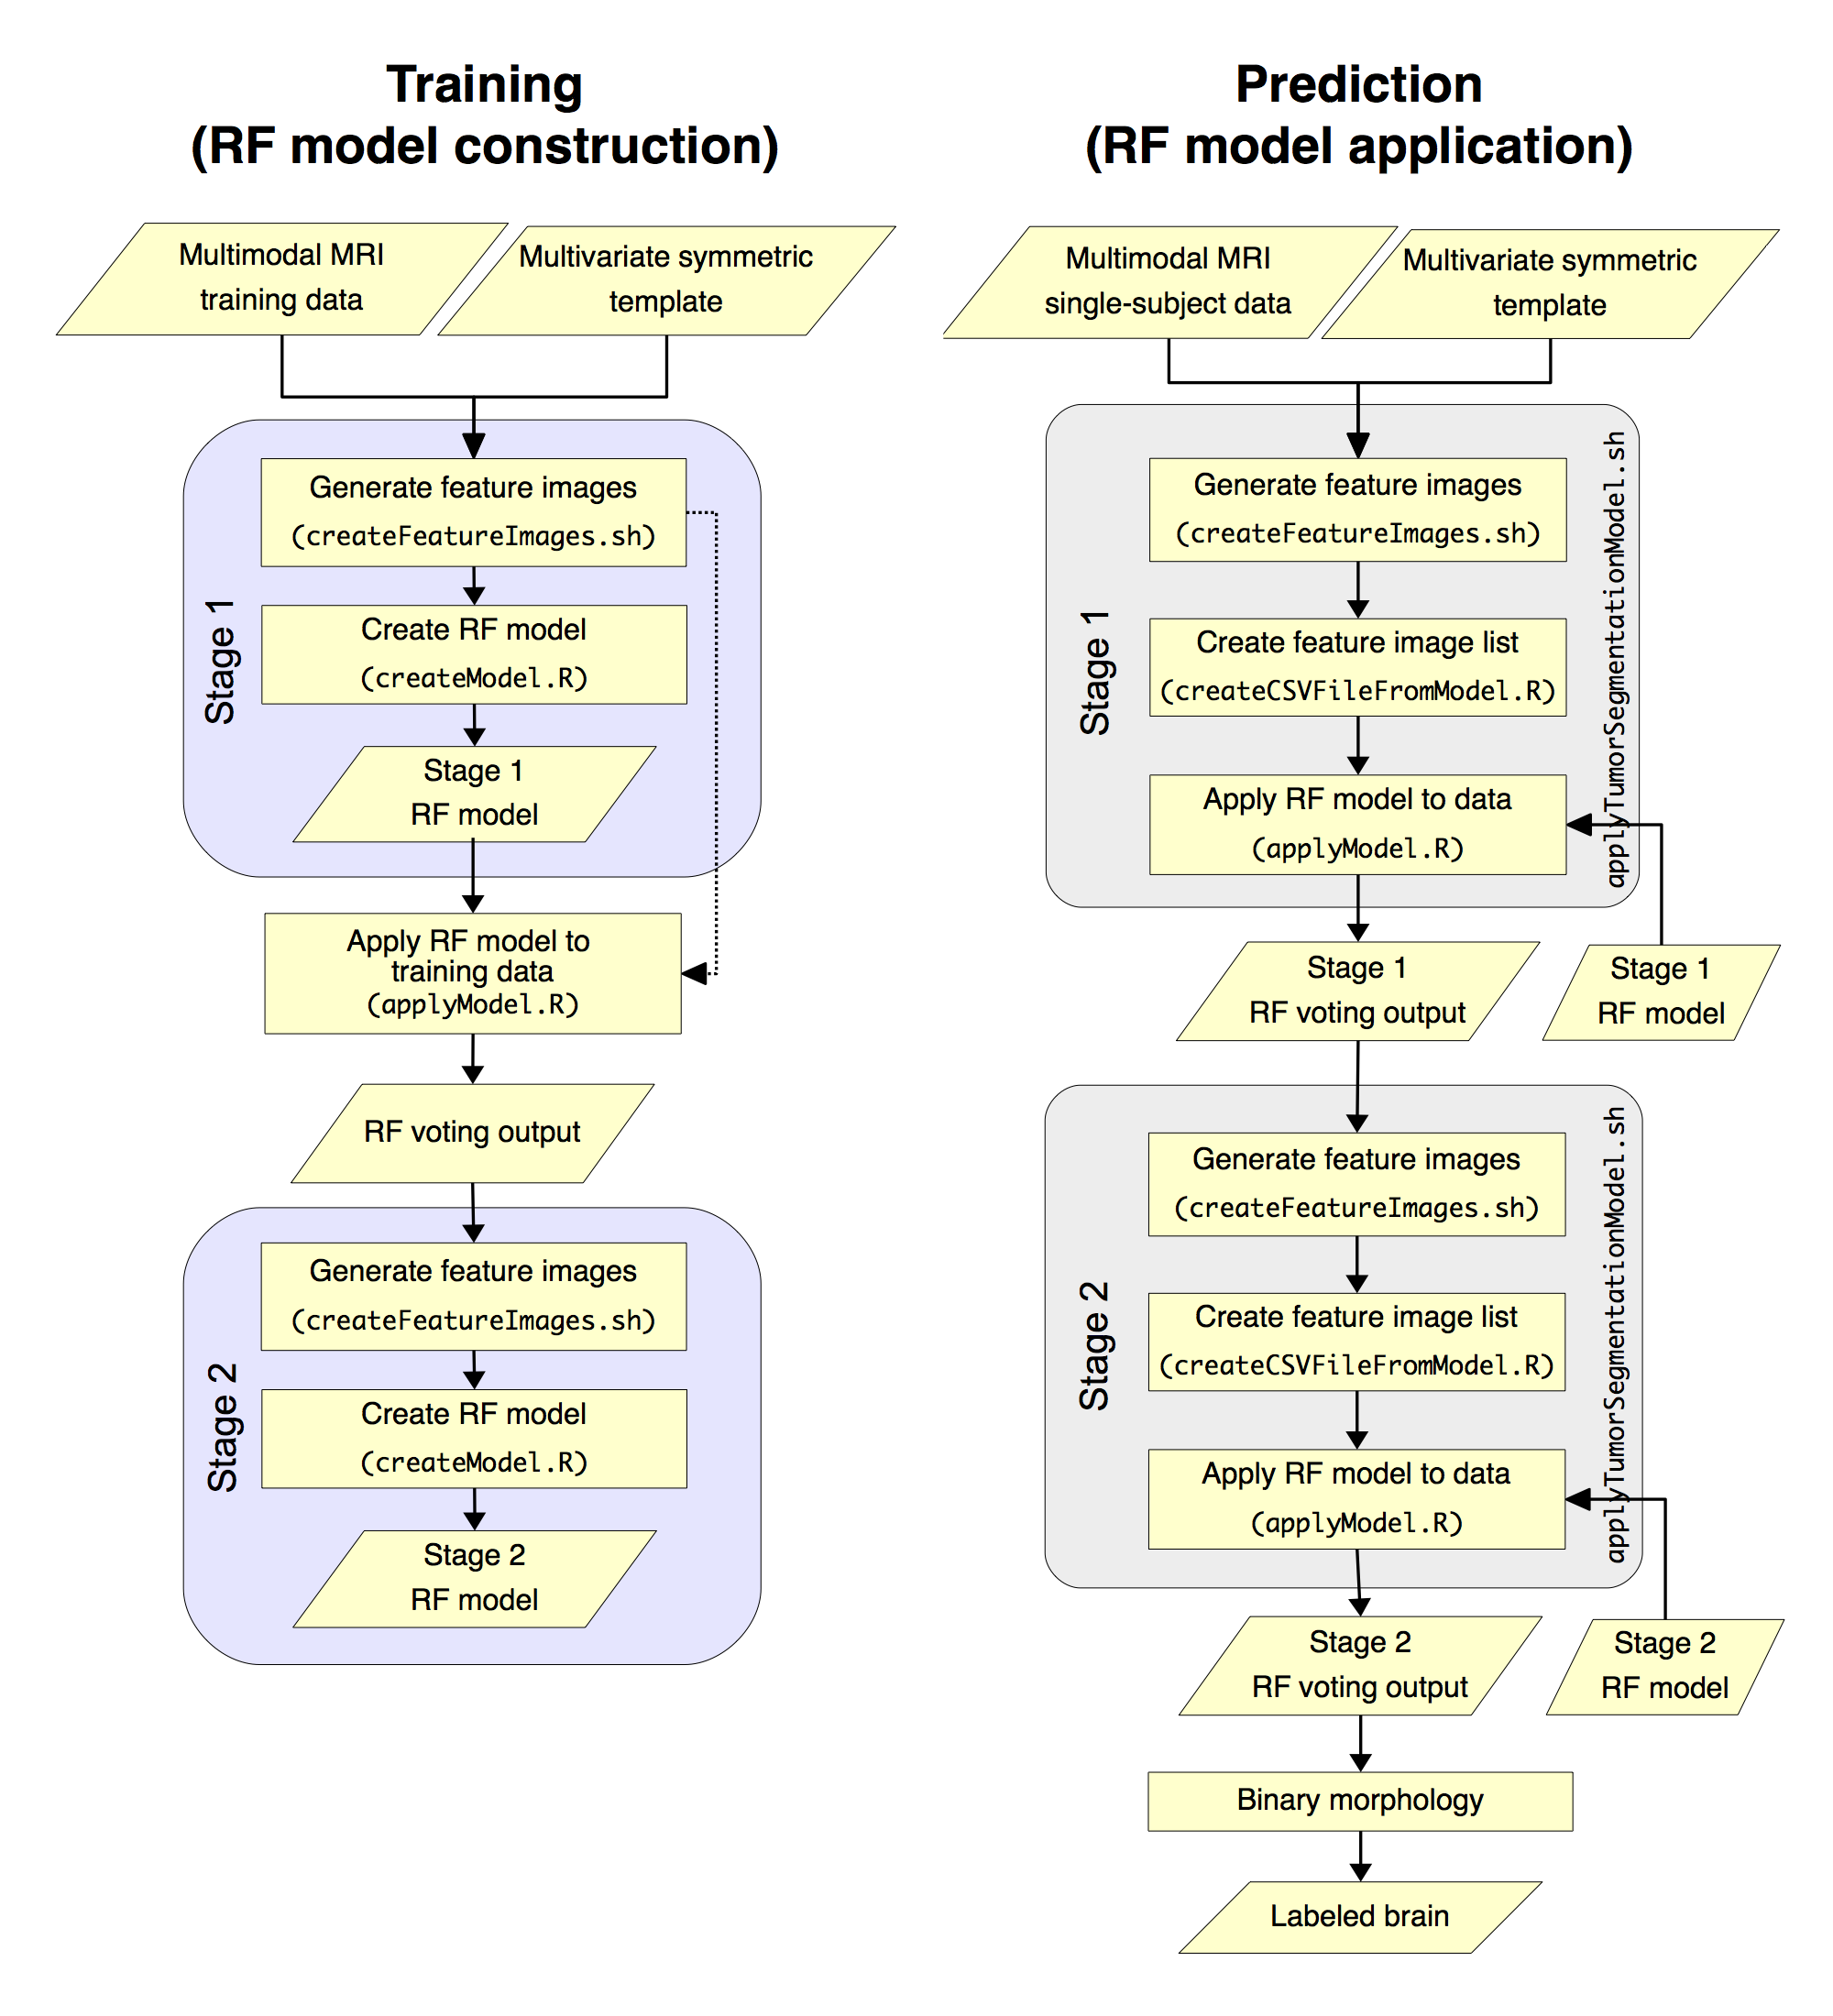 Training
(RF model construction)
Multimodal MRI
training data
Multivariate symmetric
template
Stage 1
Generate feature images
(createFeatureImages.sh)
Create RF model
(createModel.R)
Stage 1
RF model
Apply RF model to
training data
(applyModel.R)
RF voting output
Stage 2
Generate feature images
(createFeatureImages.sh)
Create RF model
(createModel.R)
Stage 2
RF model
Prediction
(RF model application)
Multimodal MRI
single-subject data
Multivariate symmetric
template
Stage 1
applyTumorSegmentationModel.sh
Generate feature images
(createFeatureImages.sh)
Create feature image list
(createCSVFileFromModel.R)
Apply RF model to data
(applyModel.R)
Stage 1
RF voting output
Stage 1
RF model
Stage 2
applyTumorSegmentationModel.sh
Generate feature images
(createFeatureImages.sh)
Create feature image list
(createCSVFileFromModel.R)
Apply RF model to data
(applyModel.R)
Stage 2
RF voting output
Stage 2
RF model
Binary morphology
Labeled brain